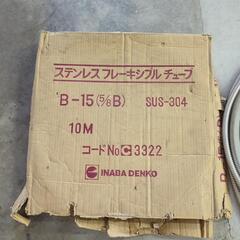 ステンレスフレーキシブルチューブ
B-15(5/8B) SUS-304
10M
コードNo.C3322
INABA DENKO